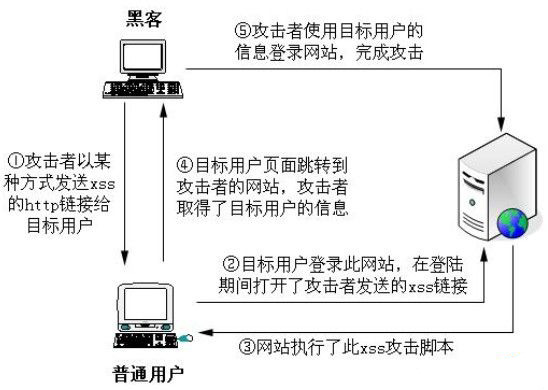 黑客
⑤攻击者使用目标用户的
信息登录网站，完成攻击
①攻击者以某
种方式发送xss
的http链接给
目标用户
④目标用户页面跳转到
攻击者的网站，攻击者
取得了目标用户的信息
②目标用户登录此网站，在登陆
期间打开了攻击者发送的xss链接
③网站执行了此xss攻击脚本
普通用户